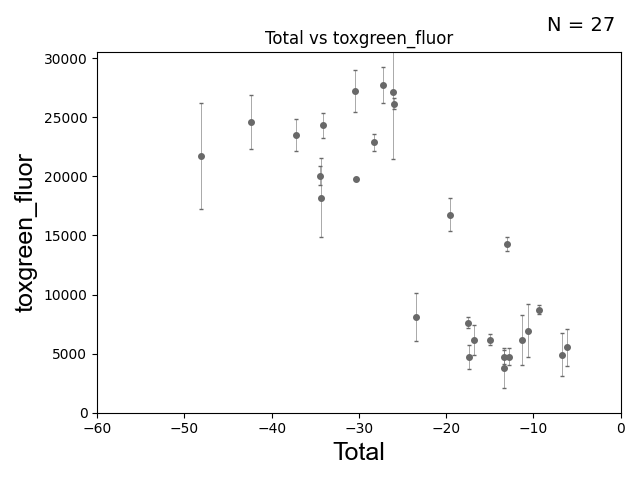 N = 27
Total vs toxgreen_fluor
30000
25000
20000
15000
10000
5000
0
toxgreen_fluor
−60 −50 −40 −30 −20 −10 0
Total